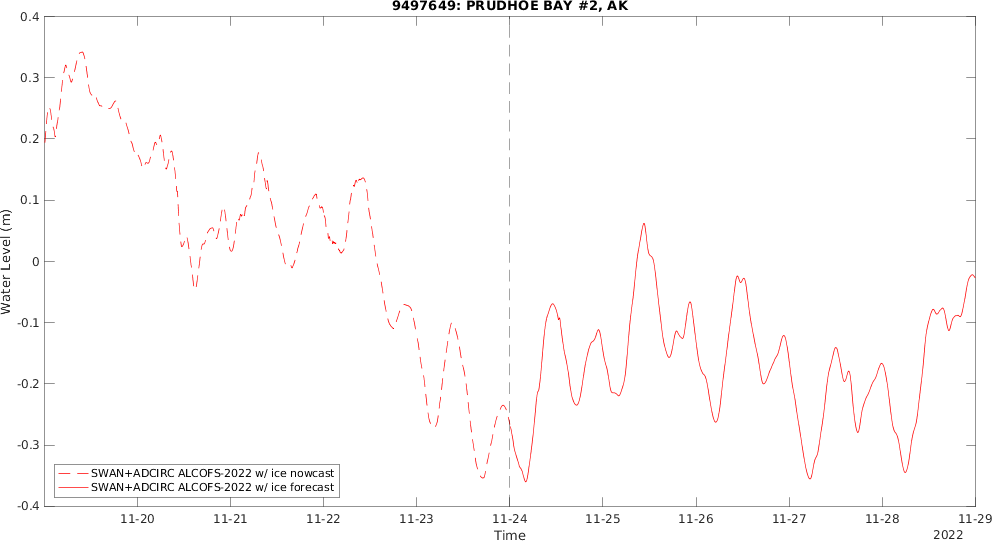 9497649: PRUDHOE BAY #2, AK
Water Level (m)
0.4
0.3
0.2
0.1
0
-0.1
-0.2
-0.3
-0.4
SWAN+ADCIRC ALCOFS-2022 w/ ice nowcast
SWAN+ADCIRC ALCOFS-2022 w/ ice forecast
11-20 11-21 11-22 11-23 11-24 11-25 11-26 11-27 11-28 11-29
Time
2022